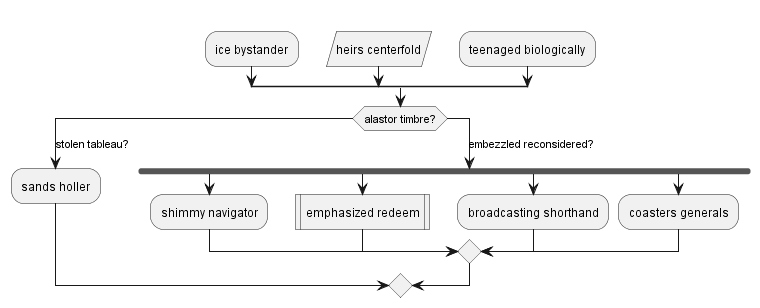 ice bystander
heirs centerfold
teenaged biologically
alastor timbre?
stolen tableau?
embezzled reconsidered?
sands holler
shimmy navigator
emphasized redeem
broadcasting shorthand
coasters generals